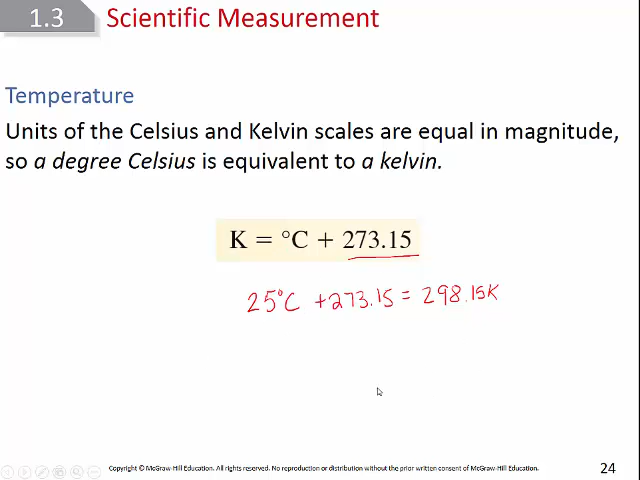 1.3 Scientific Measurement
Temperature
Units of the Celsius and Kelvin scales are equal in magnitude,
so a degree Celsius is equivalent to a kelvin.
K = °C + 273.15
25°C +273.15 = 298.15K
Copyright © McGraw-Hill Education. All rights reserved. No reproduction or distribution without the prior written consent of McGraw-Hill Education.
24